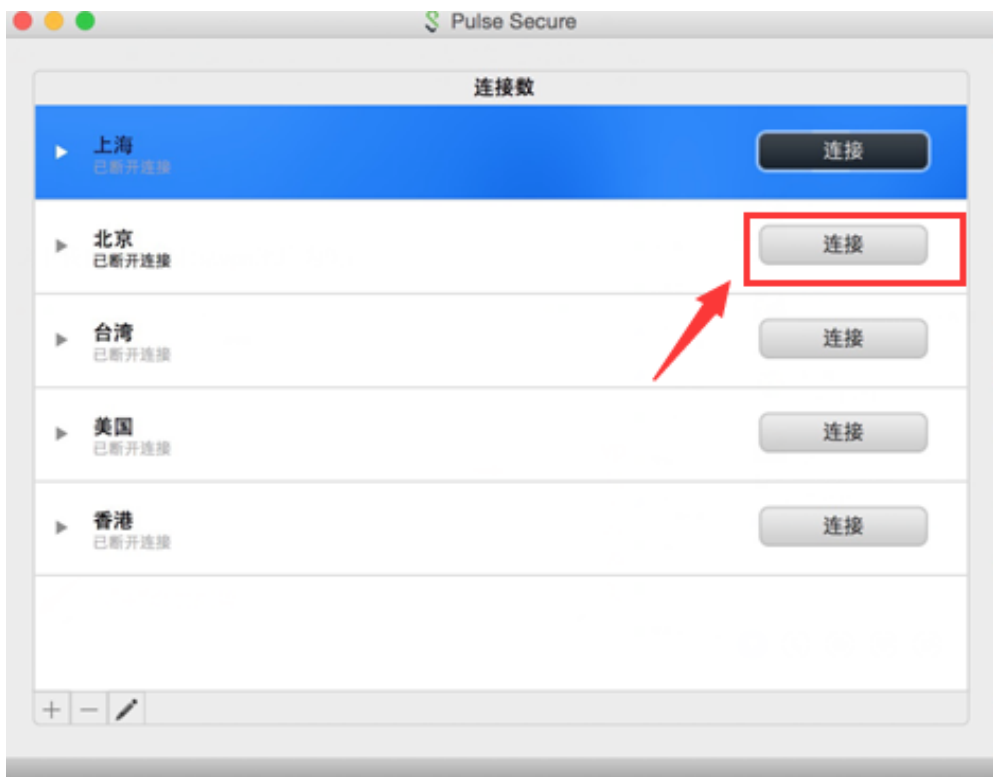 Pulse Secure
连接数
上海
已断开连接
连接
北京
已断开连接
连接
台湾
已断开连接
连接
美国
已断开连接
连接
香港
已断开连接
连接